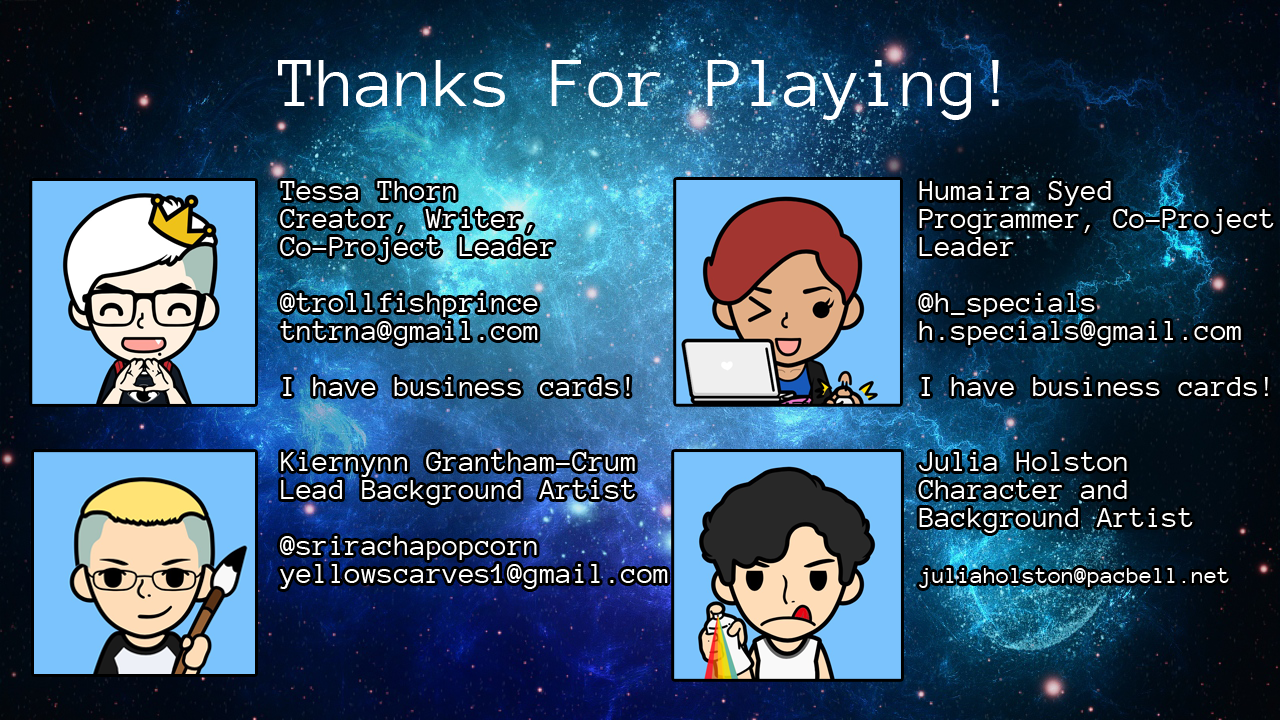 Thanks For Playing!
Tessa Thorn
Creator, Writer,
Co-Project Leader
@trollfishprince
tntrna@gmail.com
I have business cards!
Humaira Syed
Programmer, Co-Project
Leader
@h_specials
h.specials@gmail.com
I have business cards!
Kiernynn Grantham-Crum
Lead Background Artist
@srirachapopcorn
yellowscarves1@gmail.com
Julia Holston
Character and
Background Artist
juliaholston@pacbell.net